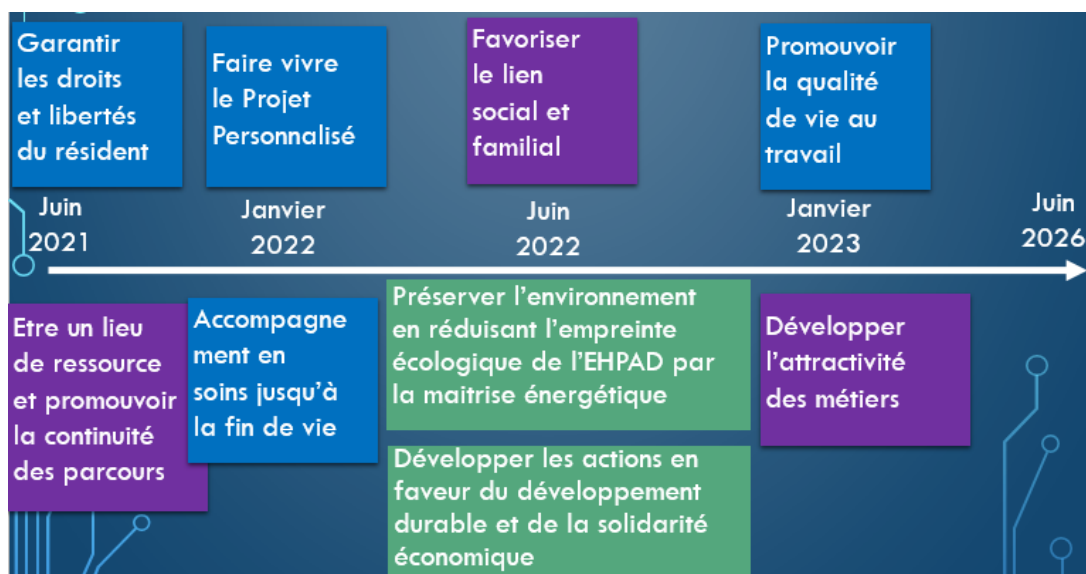 Garantir
les droits
et libertés
du résident
Faire vivre
le Projet
Personnalisé
Favoriser
le lien
social et
familial
Promouvoir
la qualité
de vie au
travail
Juin
2021
Janvier
2022
Juin
2022
Janvier
2023
Juin
2026
Etre un lieu
de ressource
et promouvoir
la continuité
des parcours
Accompagne
ment en
soins jusqu’à
la fin de vie
Préserver l’environnement
en réduisant l’empreinte
écologique de l’EHPAD par
la maitrise énergétique
Développer les actions en
faveur du développement
durable et de la solidarité
économique
Développer
l’attractivité
des métiers